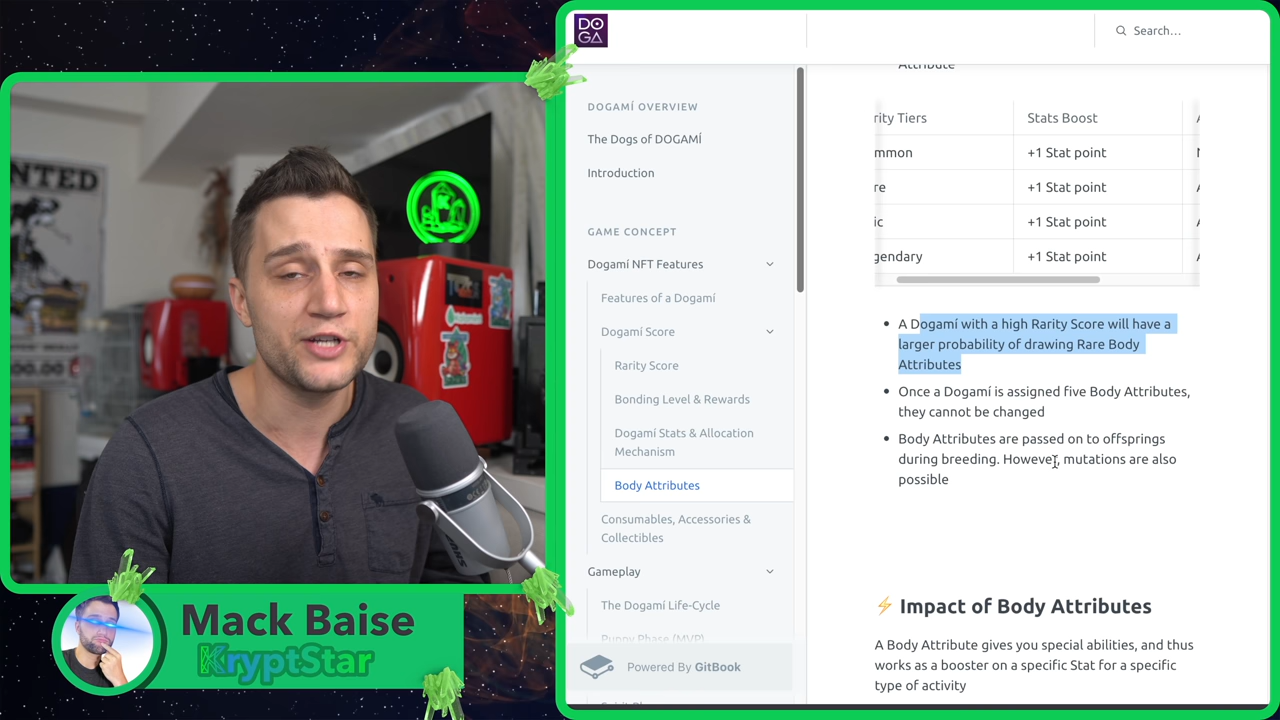 ANTED
Mack Baise
KryptStar
DO
GA
Search…
DOGAMÍ OVERVIEW
The Dogs of DOGAMÍ
Introduction
GAME CONCEPT
Dogamí NFT Features
Features of a Dogamí
Dogamí Score
Rarity Score
Bonding Level & Rewards
Dogamí Stats & Allocation
Mechanism
Body Attributes
Consumables, Accessories &
Collectibles
Gameplay
The Dogamí Life-Cycle
Puppy Phase (MVP)
Powered By GitBook
Attribute
rity Tiers Stats Boost A
mmon +1 Stat point N
re +1 Stat point A
ic +1 Stat point A
gendary +1 Stat point A
• A Dogamí with a high Rarity Score will have a
larger probability of drawing Rare Body
Attributes
• Once a Dogamí is assigned five Body Attributes,
they cannot be changed
• Body Attributes are passed on to offsprings
during breeding. However, mutations are also
possible
⚡ Impact of Body Attributes
A Body Attribute gives you special abilities, and thus
works as a booster on a specific Stat for a specific
type of activity